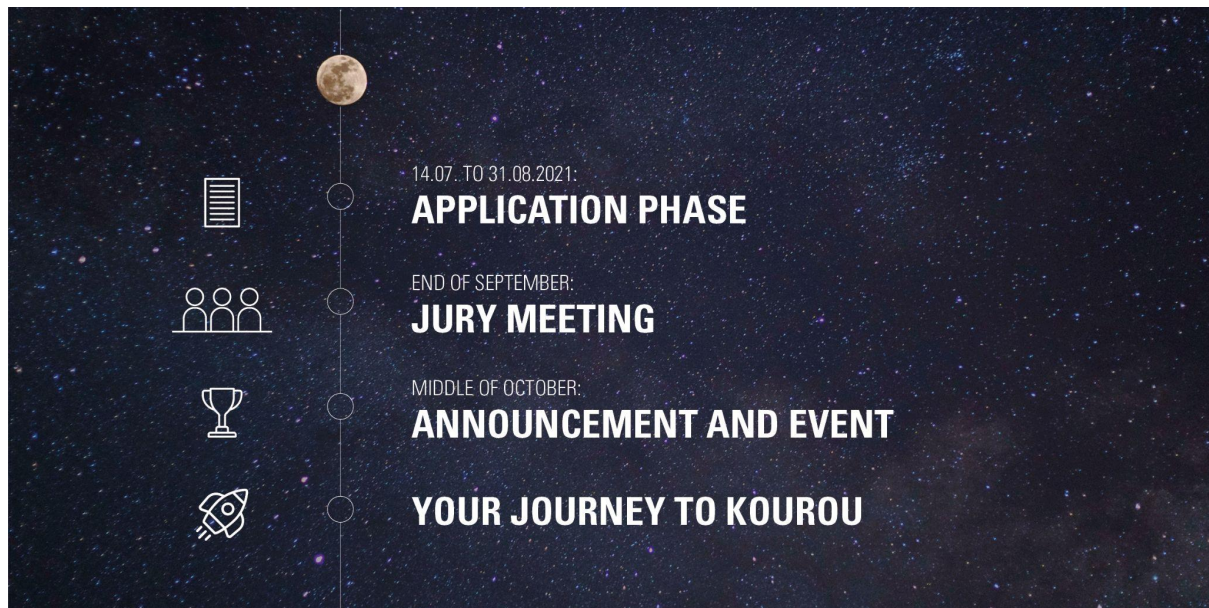 14.07. TO 31.08.2021:
APPLICATION PHASE
END OF SEPTEMBER:
JURY MEETING
MIDDLE OF OCTOBER:
ANNOUNCEMENT AND EVENT
YOUR JOURNEY TO KOUROU